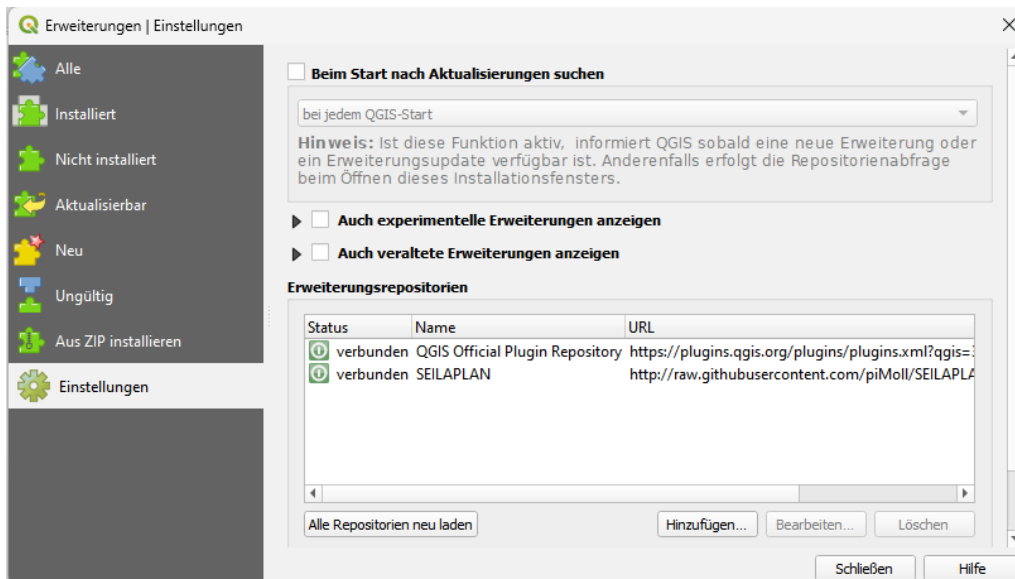 Erweiterungen | Einstellungen
Alle
Installiert
Nicht installiert
Aktualisierbar
Neu
Ungültig
Aus ZIP installieren
Einstellungen
Beim Start nach Aktualisierungen suchen
bei jedem QGIS-Start
Hinweis: Ist diese Funktion aktiv, informiert QGIS sobald eine neue Erweiterung oder
ein Erweiterungsupdate verfügbar ist. Anderenfalls erfolgt die Repositorienabfrage
beim Öffnen dieses Installationsfensters.
Auch experimentelle Erweiterungen anzeigen
Auch veraltete Erweiterungen anzeigen
Erweiterungsrepositorien
Status Name URL
verbunden QGIS Official Plugin Repository https://plugins.qgis.org/plugins/plugins.xml?qgis=
verbunden SEILAPLAN http://raw.githubusercontent.com/piMoll/SEILAPLA
Alle Repositorien neu laden Hinzufügen... Bearbeiten... Löschen
Schließen Hilfe